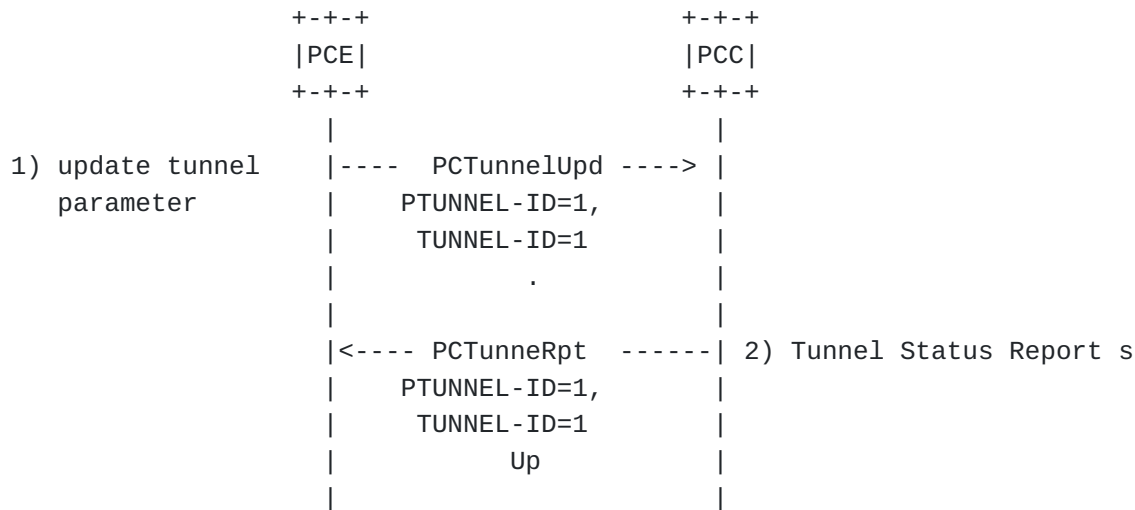 +-+-+                    +-+-+
|PCE|                    |PCC|
+-+-+                    +-+-+
|                        |
1) update tunnel    |----  PCTunnelUpd ----> |
parameter        |    PTUNNEL-ID=1,       |
|     TUNNEL-ID=1        |
|            .           |
|                        |
|<---- PCTunneRpt  ------| 2) Tunnel Status Report s
|    PTUNNEL-ID=1,       |
|     TUNNEL-ID=1        |
|           Up           |
|                        |